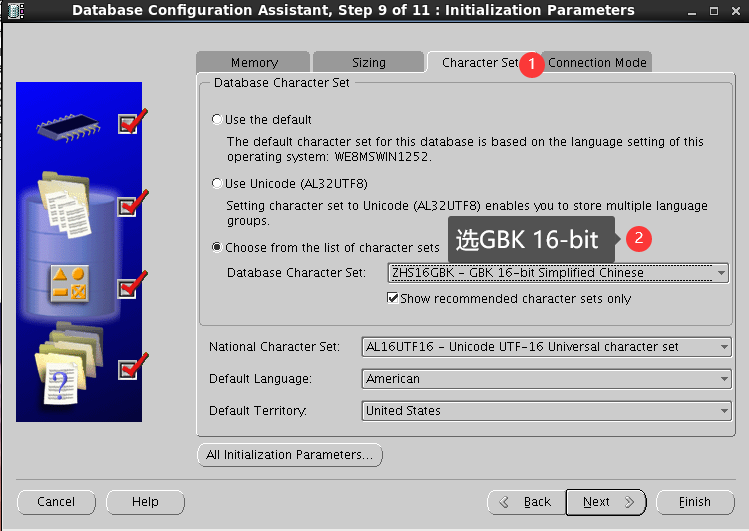 Database Configuration Assistant, Step 9 of 11 : Initialization Parameters
Memory
Sizing
Character Set
1
Connection Mode
Database Character Set
Use the default
The default character set for this database is based on the language setting of this
operating system: WE8MSWIN1252.
Use Unicode (AL32UTF8)
Setting character set to Unicode (AL32UTF8) enables you to store multiple language
groups.
选GBK 16-bit
2
Choose from the list of character sets
Database Character Set:
ZHS16GBK - GBK 16-bit Simplified Chinese
Show recommended character sets only
National Character Set:
AL16UTF16 - Unicode UTF-16 Universal character set
Default Language:
American
Default Territory:
United States
?
All Initialization Parameters...
Cancel
Help
Back
Next
Finish